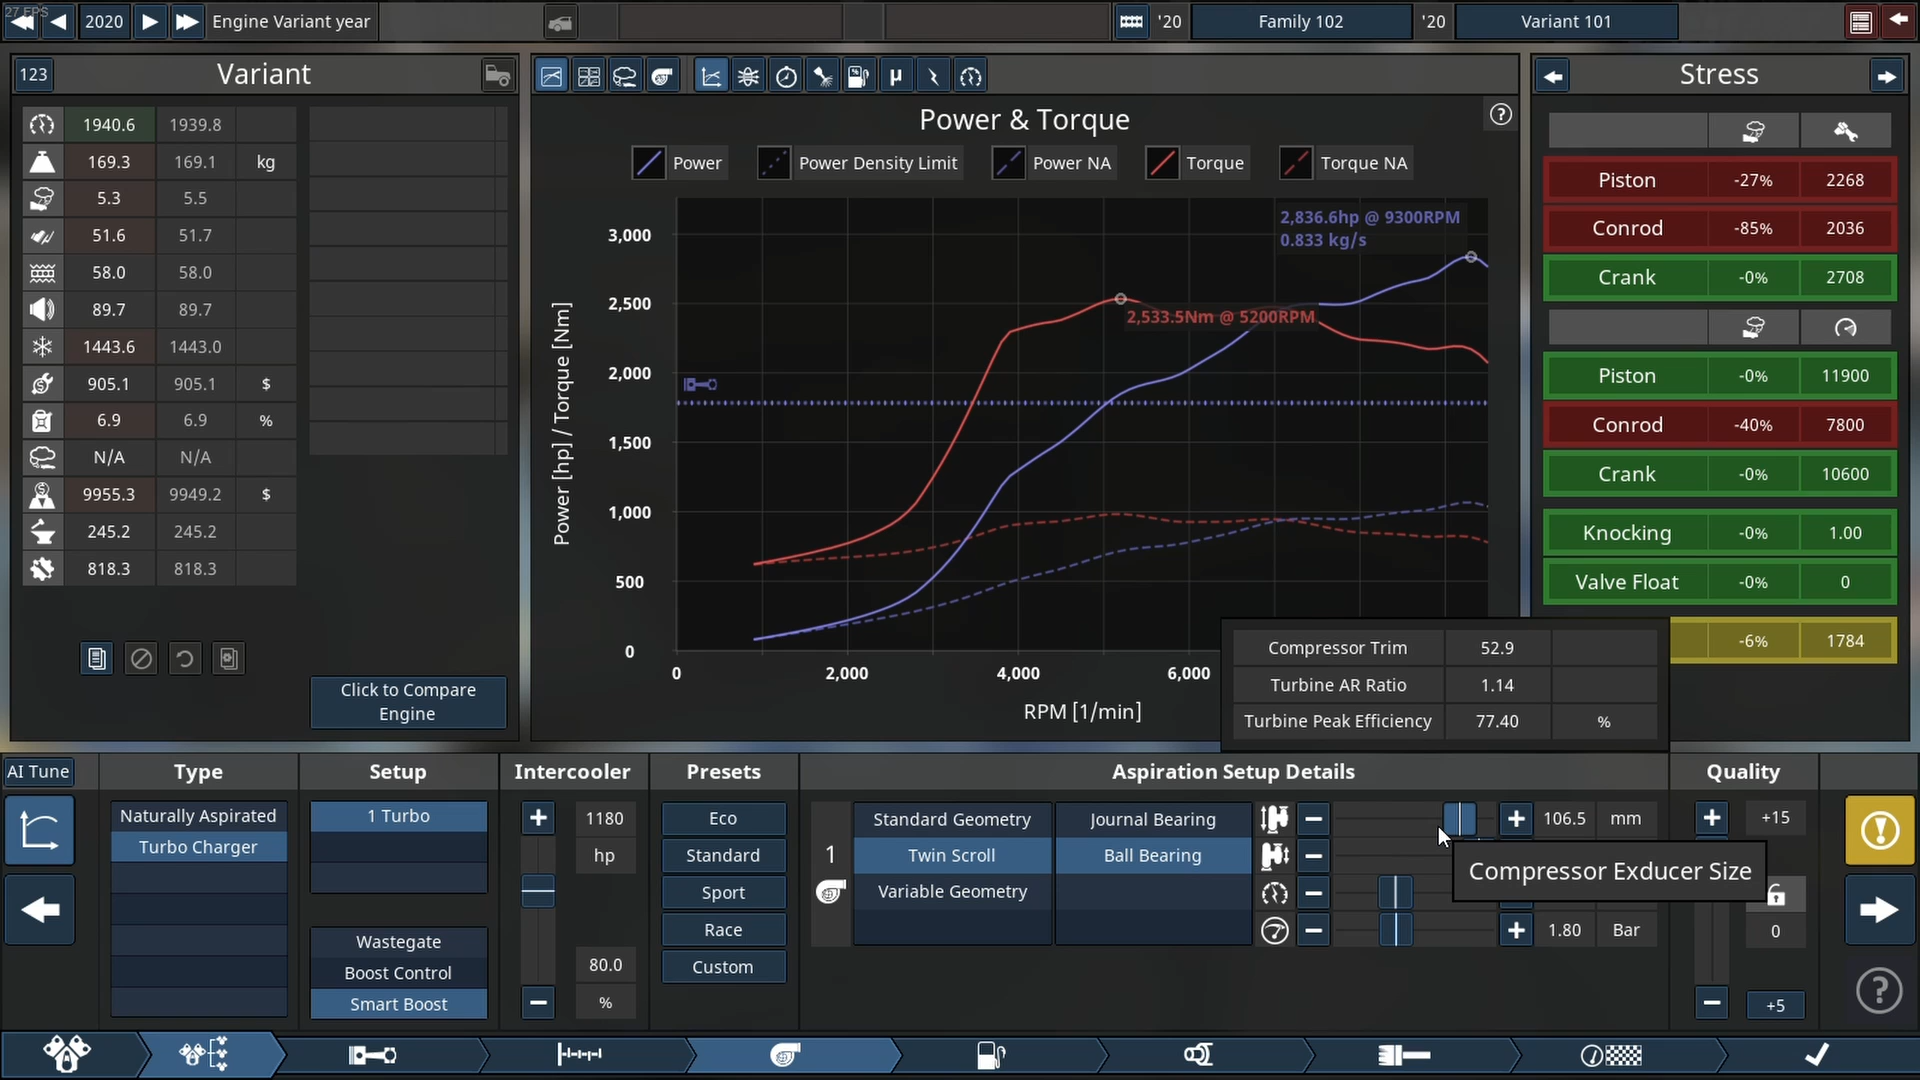 27 FPS
2020
Engine Variant year
'20
Family 102
'20
Variant 101
123
Variant
Power & Torque
Stress
1940.6 1939.8
169.3 169.1 kg
5.3 5.5
51.6 51.7
58.0 58.0
89.7 89.7
1443.6 1443.0
905.1 905.1 $
6.9 6.9 %
N/A N/A
9955.3 9949.2 $
245.2 245.2
818.3 818.3
Click to Compare
Engine
?
Power
Power Density Limit
Power NA
Torque
Torque NA
2,836.6hp @ 9300RPM
0.833 kg/s
2,533.5Nm @ 5200RPM
Power [hp] / Torque [Nm]
3,000
2,500
2,000
1,500
1,000
500
0
0 2,000 4,000 6,000
RPM [1/min]
μ
Piston -27% 2268
Conrod -85% 2036
Crank -0% 2708
Piston -0% 11900
Conrod -40% 7800
Crank -0% 10600
Knocking -0% 1.00
Valve Float -0% 0
-6% 1784
Compressor Trim 52.9
Turbine AR Ratio 1.14
Turbine Peak Efficiency 77.40 %
AI Tune
Type
Naturally Aspirated
Turbo Charger
Setup
1 Turbo
Wastegate
Boost Control
Smart Boost
Intercooler
1180
hp
80.0
%
Presets
Eco
Standard
Sport
Race
Custom
Aspiration Setup Details
1
Standard Geometry
Twin Scroll
Variable Geometry
Journal Bearing
Ball Bearing
106.5 mm
Compressor Exducer Size
1.80 Bar
Quality
+15
0
+5
?